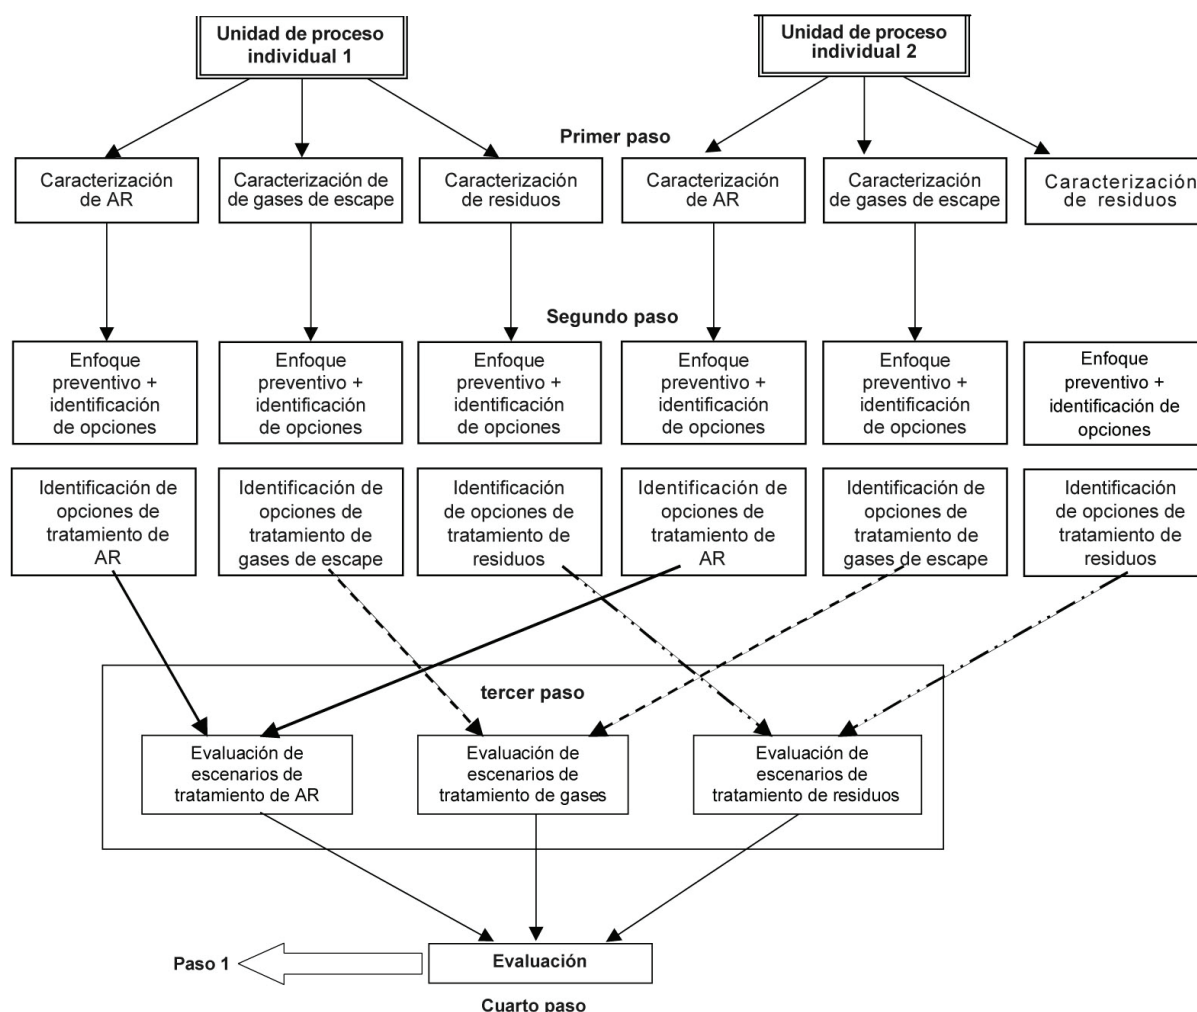 Unidad de proceso
individual 1
Unidad de proceso
individual 2
Primer paso
Caracterización
de AR
Caracterización de
de gases de escape
Caracterización
de residuos
Caracterización
de AR
Caracterización
de gases de escape
Caracterización
de residuos
Segundo paso
Enfoque
preventivo +
identificación
de opciones
Enfoque
preventivo +
identificación
de opciones
Enfoque
preventivo +
identificación
de opciones
Enfoque
preventivo +
identificación
de opciones
Enfoque
preventivo +
identificación
de opciones
Enfoque
preventivo +
identificación de
opciones
Identificación de
opciones de
tratamiento de
AR
Identificación de
opciones de
tratamiento de
gases de escape
Identificación
de opciones de
tratamiento de
residuos
Identificación de
opciones de
tratamiento de
AR
Identificación de
opciones de
tratamiento de
gases de escape
Identificación
de opciones de
tratamiento de
residuos
tercer paso
Evaluación de
escenarios de
tratamiento de AR
Evaluación de
escenarios de
tratamiento de gases
Evaluación de
escenarios de
tratamiento de residuos
Paso 1
Evaluación
Cuarto paso